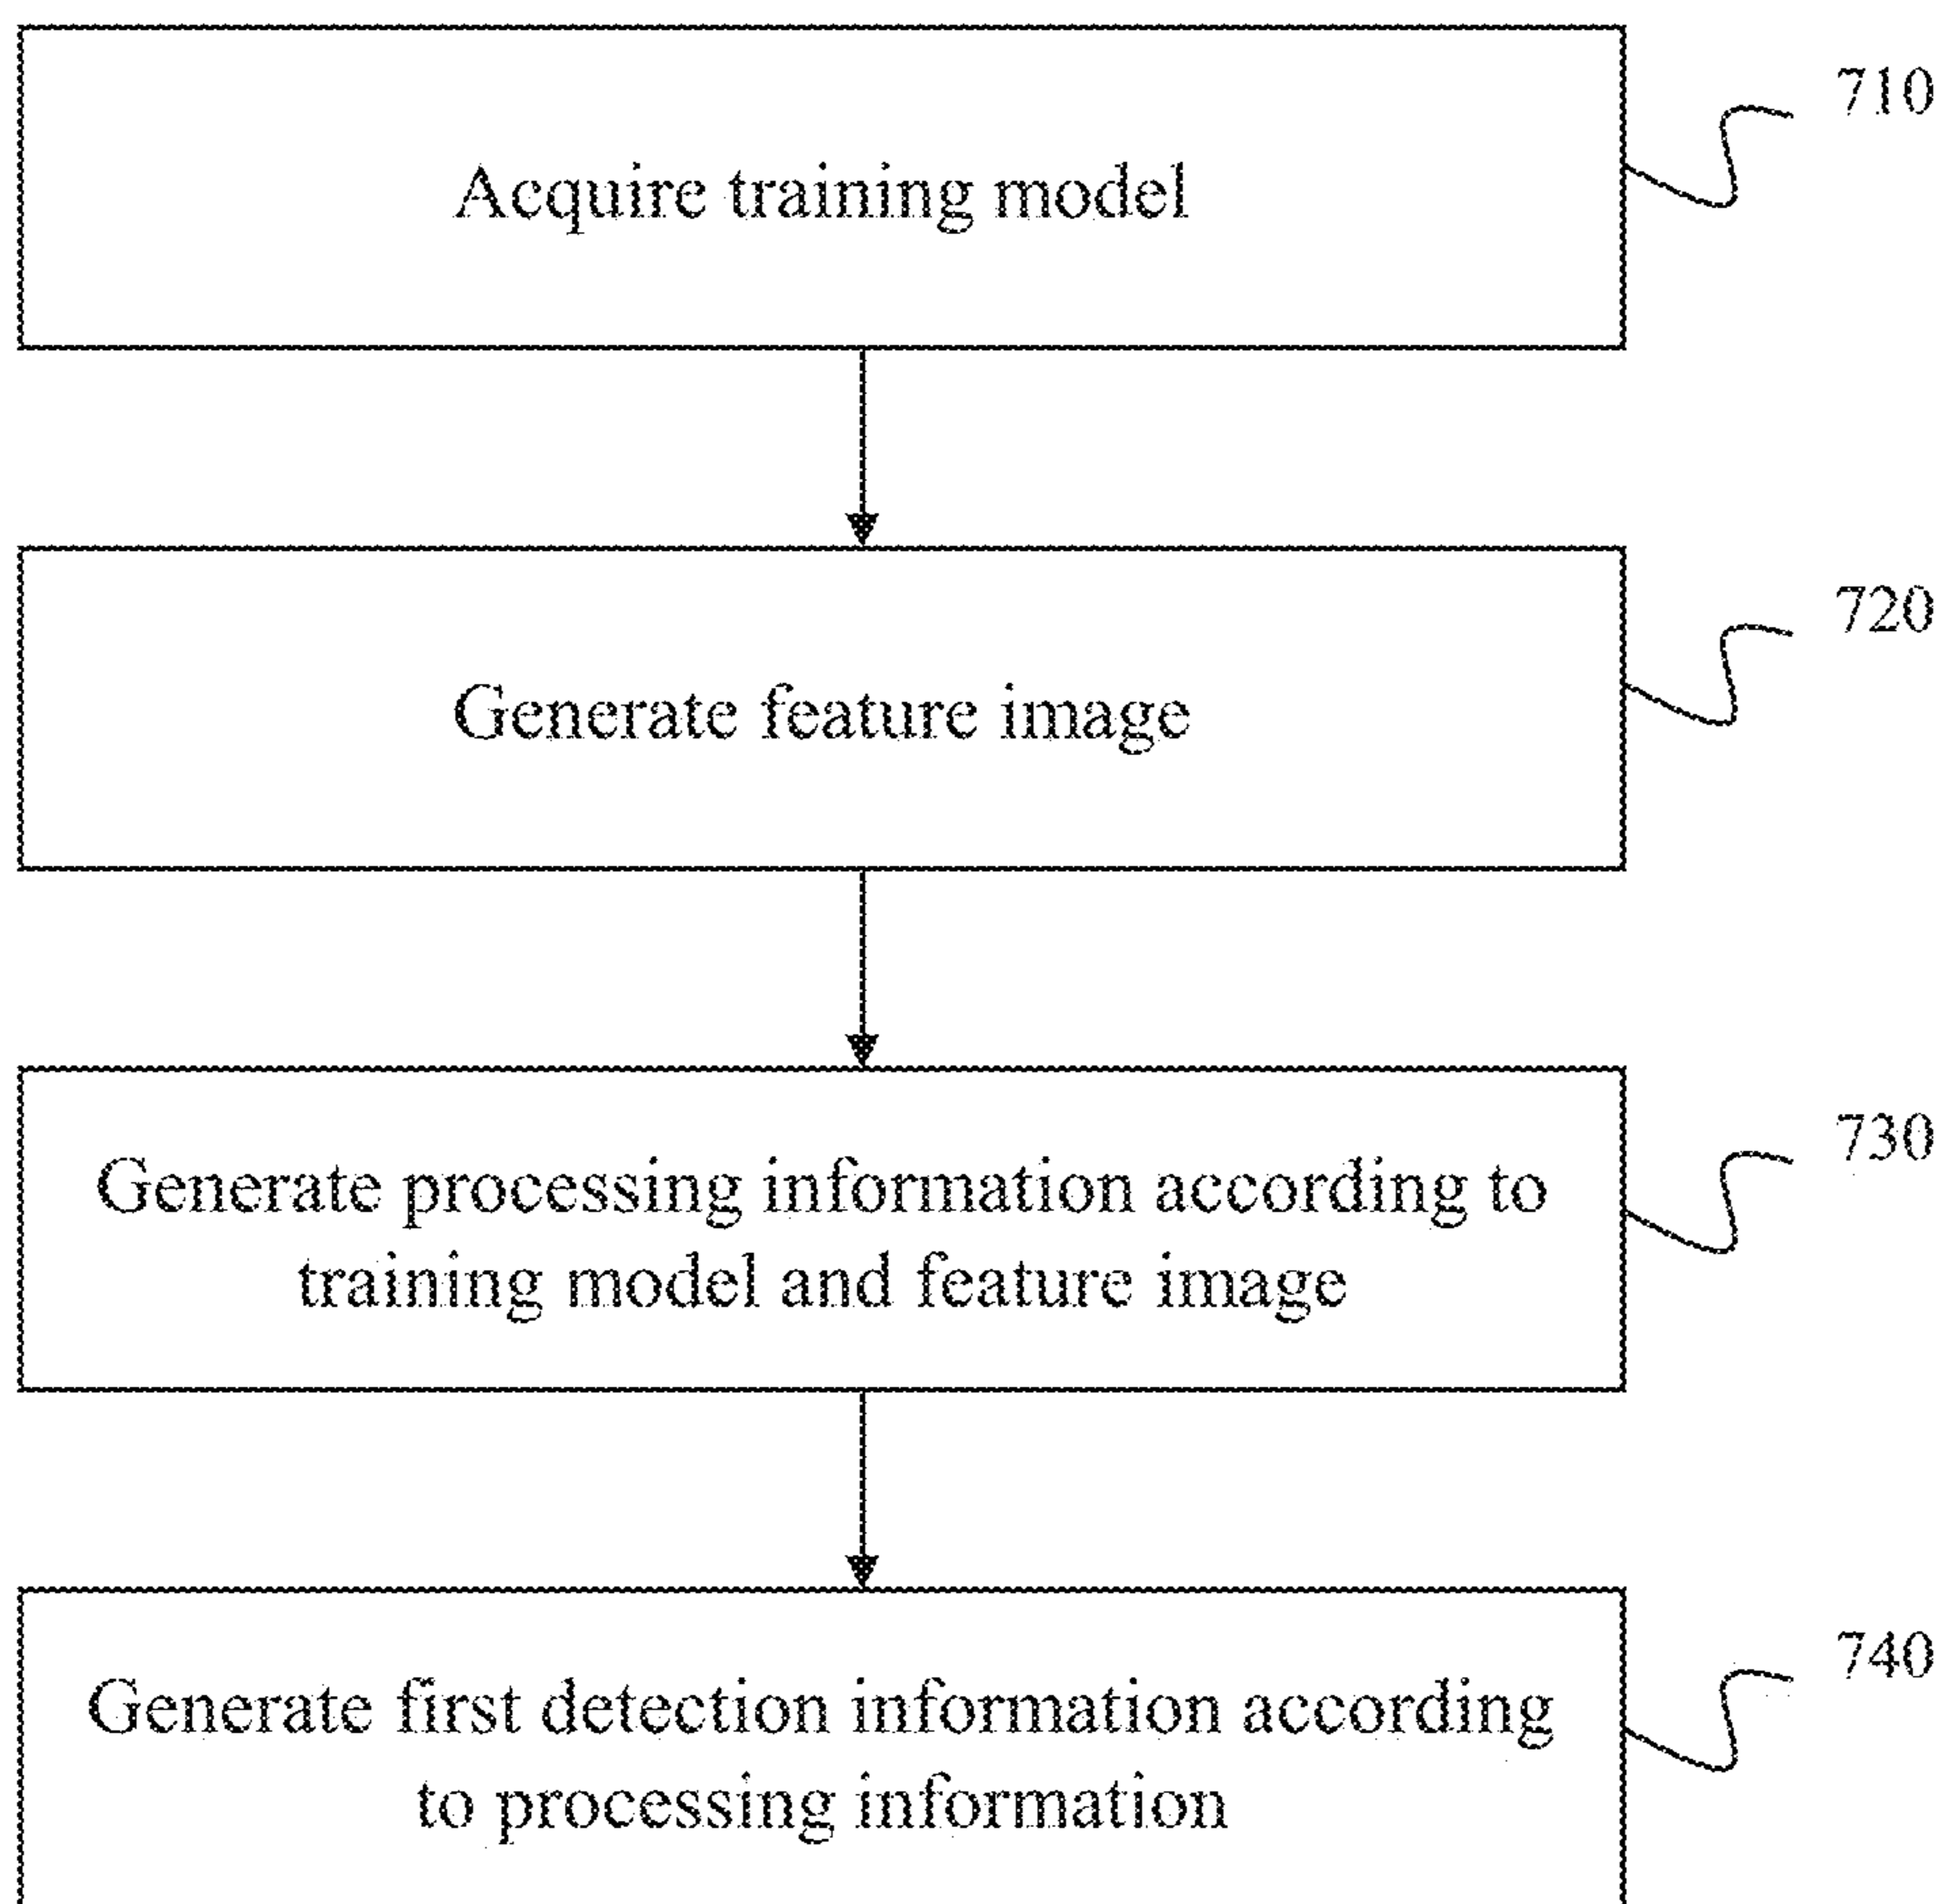 710
Acquire training model
720
Generate feature image
730
Generate processing information according to
training model and feature image
740
Generate first detection information according
to processing information